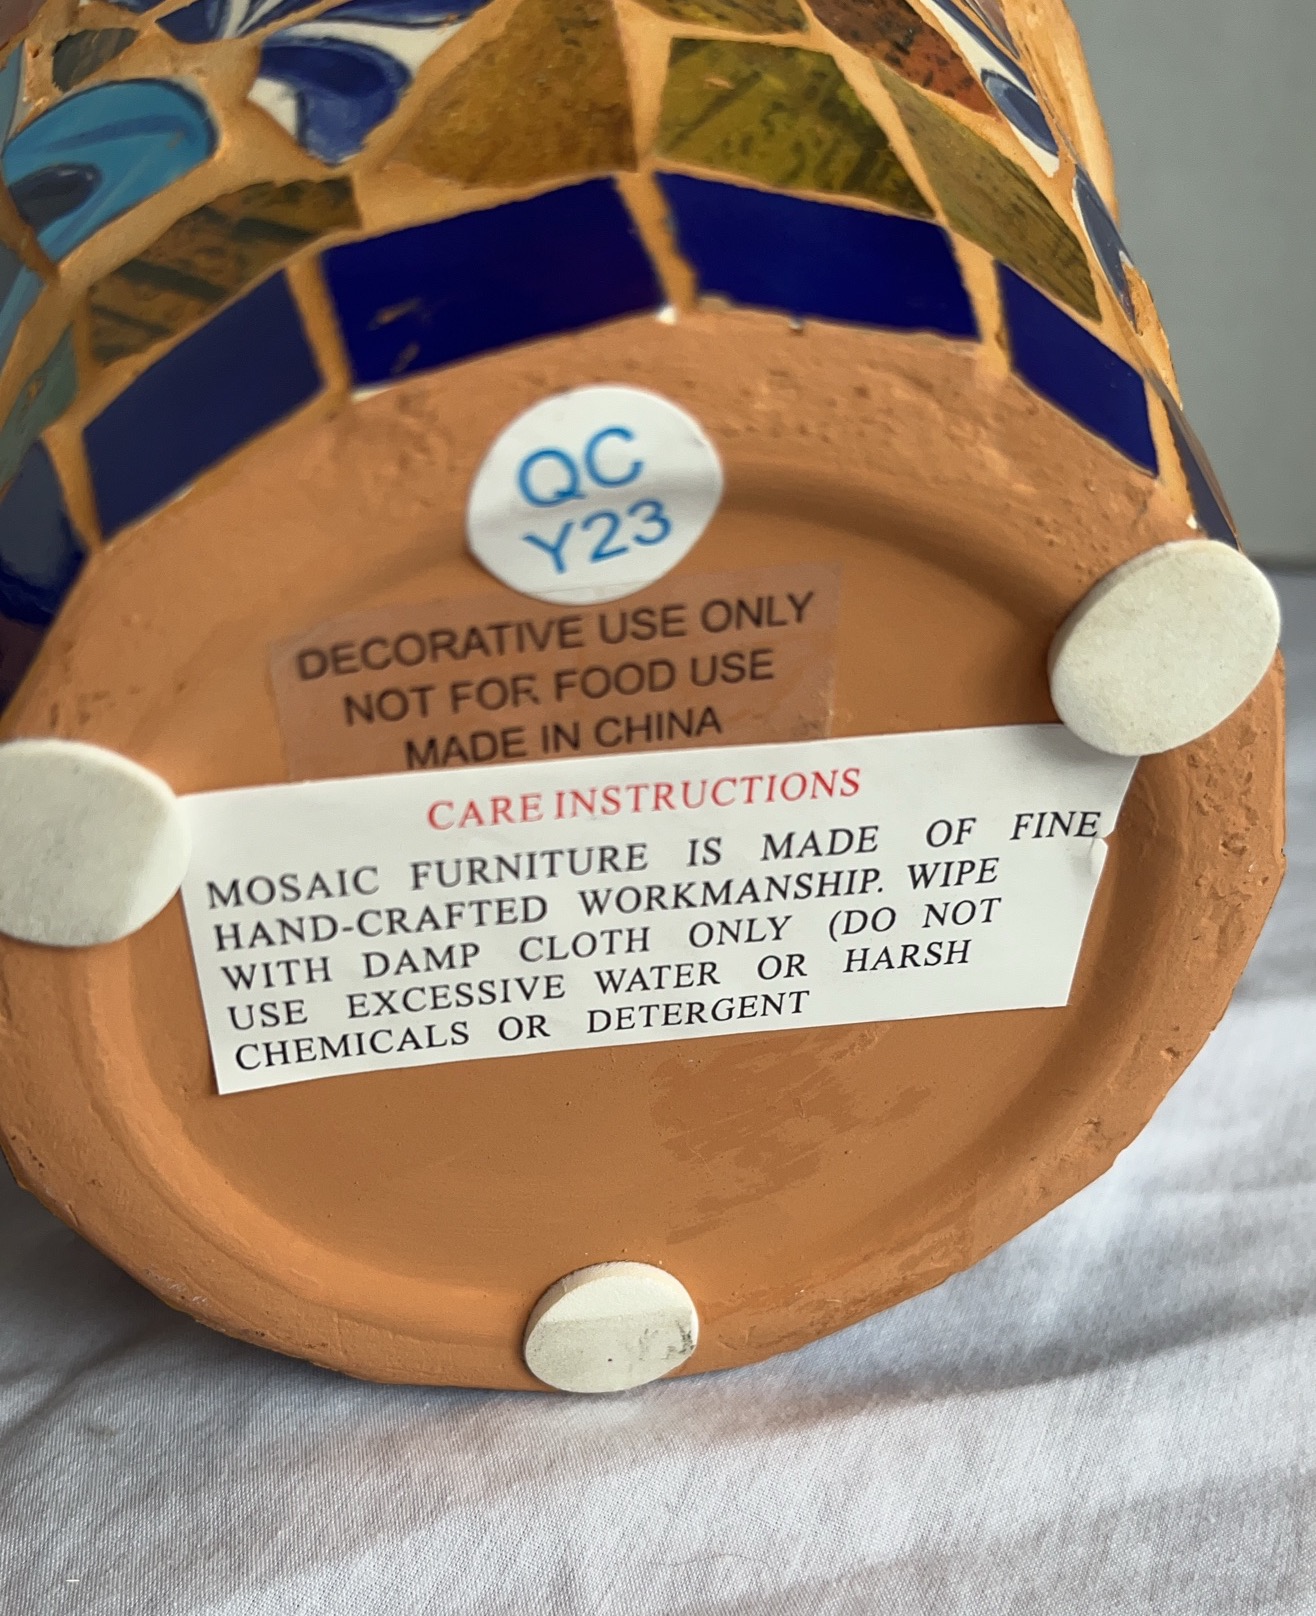 QC
Y23
DECORATIVE USE ONLY
NOT FOR FOOD USE
MADE IN CHINA
CARE INSTRUCTIONS
MOSAIC FURNITURE IS MADE OF FINE
HAND-CRAFTED WORKMANSHIP. WIPE
WITH DAMP CLOTH ONLY (DO NOT
USE EXCESSIVE WATER OR HARSH
CHEMICALS OR DETERGENT